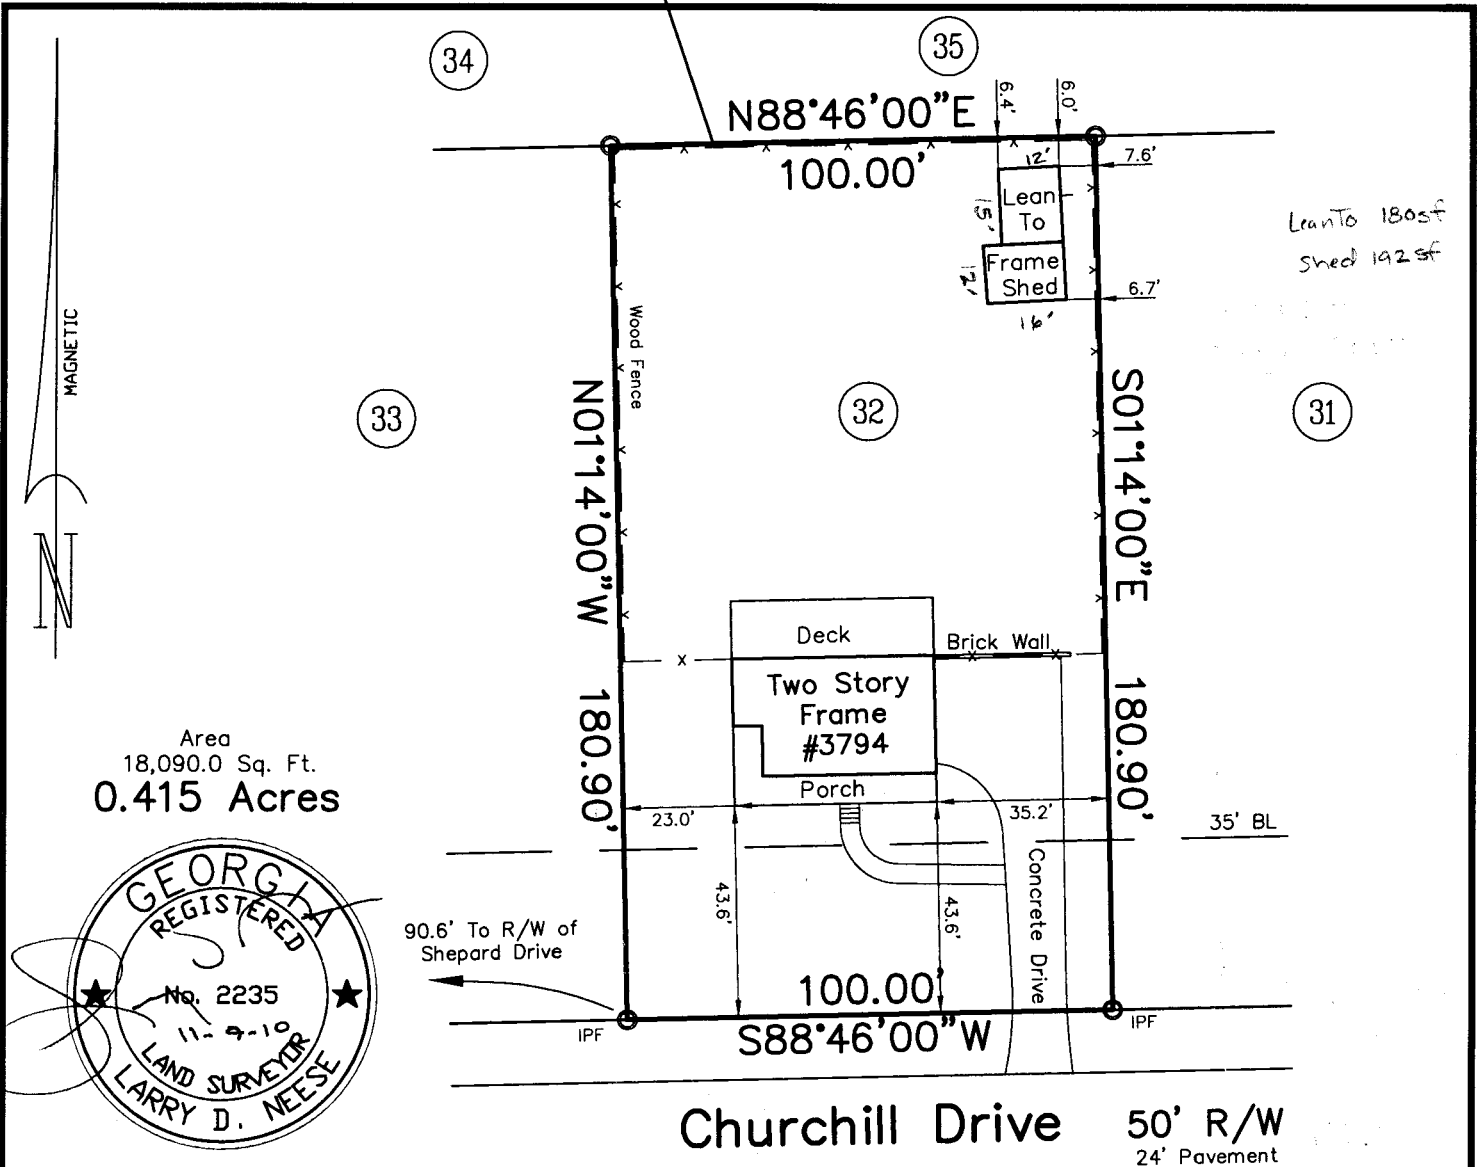 34
35
N88°46'00"E
100.00'
6.4'
6.0'
12'
7.6'
Lean
To
15'
Frame
Shed
12'
16'
6.7'
LeanTo 180sf
Shed 192sf
MAGNETIC
N
Wood Fence
33
32
31
N01°14'00"W
180.90'
S01°14'00"E
180.90'
Deck
Brick Wall
Two Story
Frame
#3794
Porch
23.0'
35.2'
35' BL
43.6'
43.6'
Concrete Drive
Area
18,090.0 Sq. Ft.
0.415 Acres
GEORGIA
REGISTERED
No. 2235
11-9-10
LAND SURVEYOR
LARRY D. NEESE
90.6' To R/W of
Shepard Drive
100.00'
IPF
S88°46'00"W
IPF
Churchill Drive 50' R/W
24' Pavement